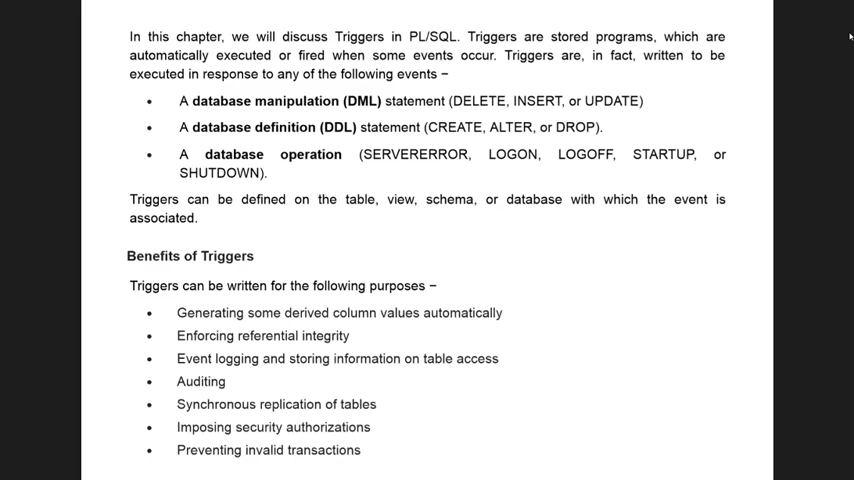 In this chapter, we will discuss Triggers in PL/SQL. Triggers are stored programs, which are
automatically executed or fired when some events occur. Triggers are, in fact, written to be
executed in response to any of the following events −
• A database manipulation (DML) statement (DELETE, INSERT, or UPDATE)
• A database definition (DDL) statement (CREATE, ALTER, or DROP).
• A database operation (SERVERERROR, LOGON, LOGOFF, STARTUP, or
SHUTDOWN).
Triggers can be defined on the table, view, schema, or database with which the event is
associated.
Benefits of Triggers
Triggers can be written for the following purposes −
• Generating some derived column values automatically
• Enforcing referential integrity
• Event logging and storing information on table access
• Auditing
• Synchronous replication of tables
• Imposing security authorizations
• Preventing invalid transactions